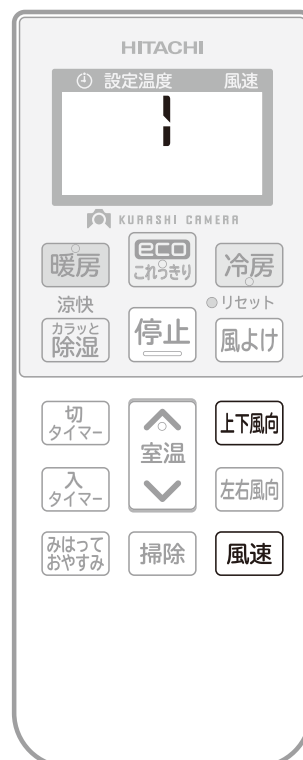 HITACHI
設定温度 風速
1
KURASHI CAMERA
暖房
eco
これっきり
冷房
涼快
カラッと
除湿
停止
リセット
風よけ
切
タイマー
室温
上下風向
入
タイマー
左右風向
みはって
おやすみ
掃除
風速